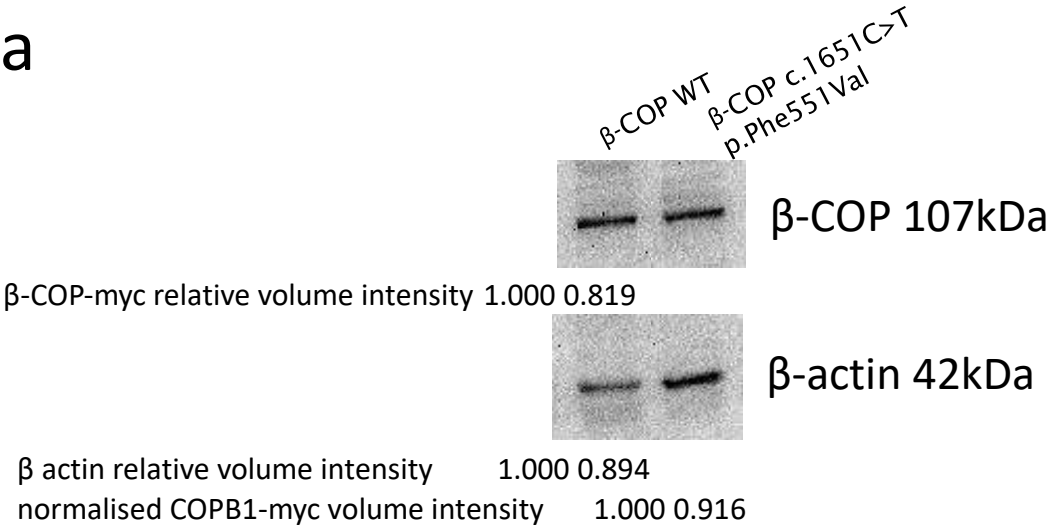 a
β-COP WT
β-COP c.1651C>T
p.Phe551Val
β-COP 107kDa
β-COP-myc relative volume intensity 1.000 0.819
β-actin 42kDa
β actin relative volume intensity 1.000 0.894
normalised COPB1-myc volume intensity 1.000 0.916